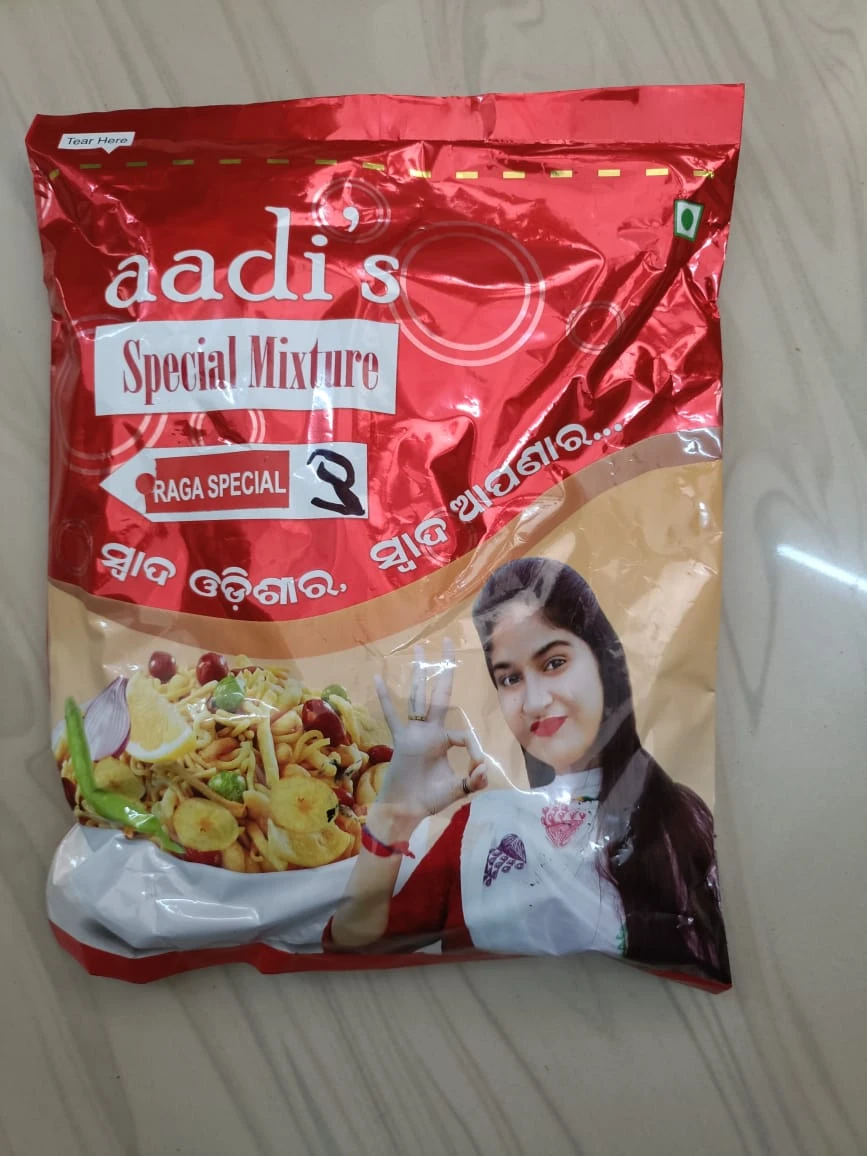 Tear Here
aadi's
Special Mixture
RAGA SPECIAL
ସ୍ୱାଦ ଓଡ଼ିଶାର, ସ୍ୱାଦ ଆପଣାର...